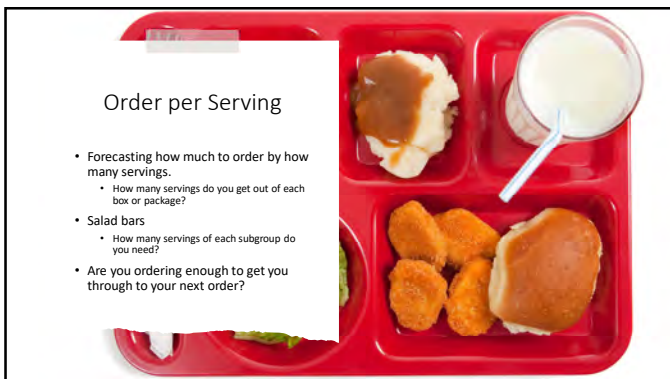 Order per Serving
• Forecasting how much to order by how
many servings.
• How many servings do you get out of each
box or package?
• Salad bars
• How many servings of each subgroup do
you need?
• Are you ordering enough to get you
through to your next order?